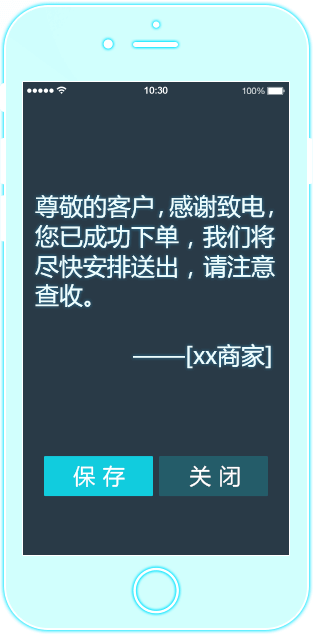 10:30 100%
尊敬的客户,感谢致电,
您已成功下单，我们将
尽快安排送出，请注意
查收。
——[xx商家]
保存 关闭